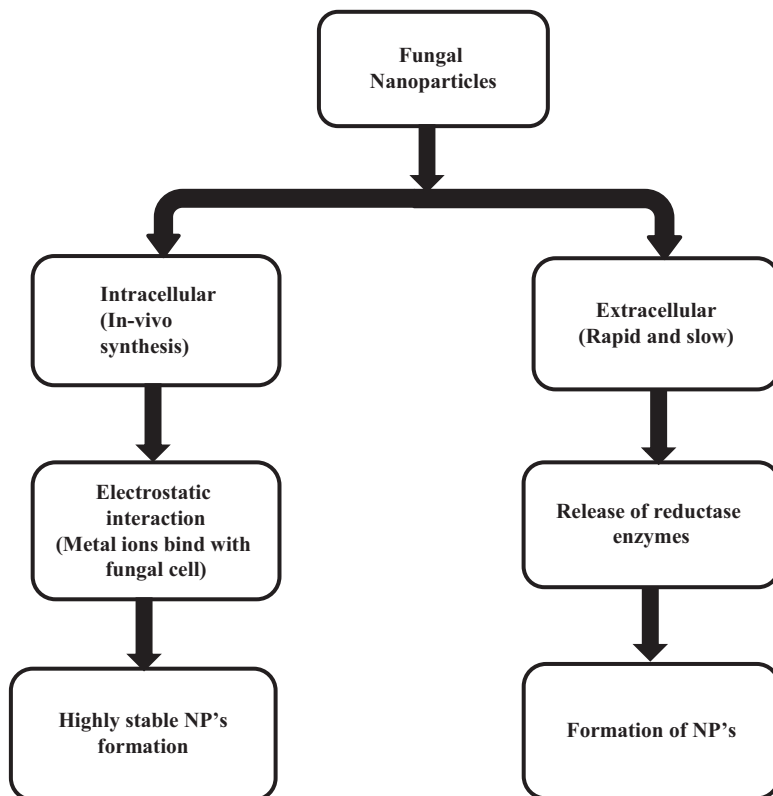 Fungal
Nanoparticles
Intracellular
(In-vivo
synthesis)
Extracellular
(Rapid and slow)
Electrostatic
interaction
(Metal ions bind with
fungal cell)
Release of reductase
enzymes
Highly stable NP’s
formation
Formation of NP’s